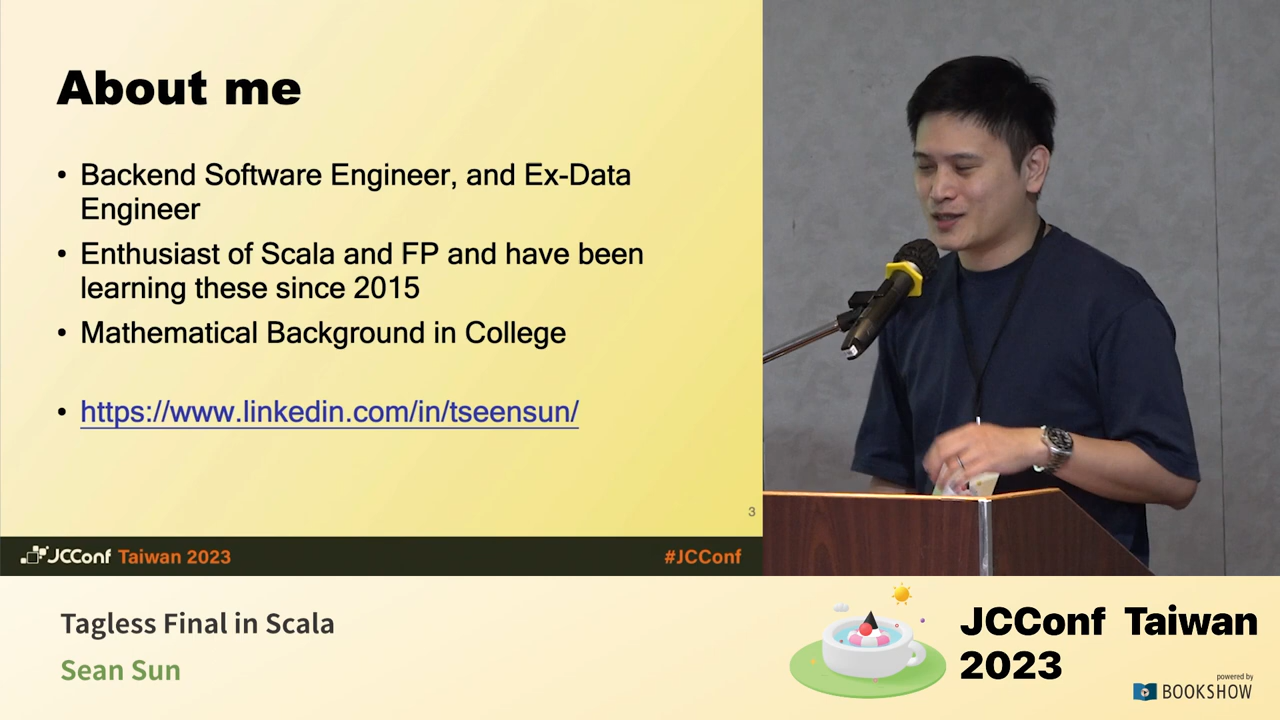 About me
• Backend Software Engineer, and Ex-Data
Engineer
• Enthusiast of Scala and FP and have been
learning these since 2015
• Mathematical Background in College
• https://www.linkedin.com/in/tseensun/
3
JCConf Taiwan 2023
#JCConf
Tagless Final in Scala
Sean Sun
JCConf Taiwan
2023
powered by
BOOKSHOW